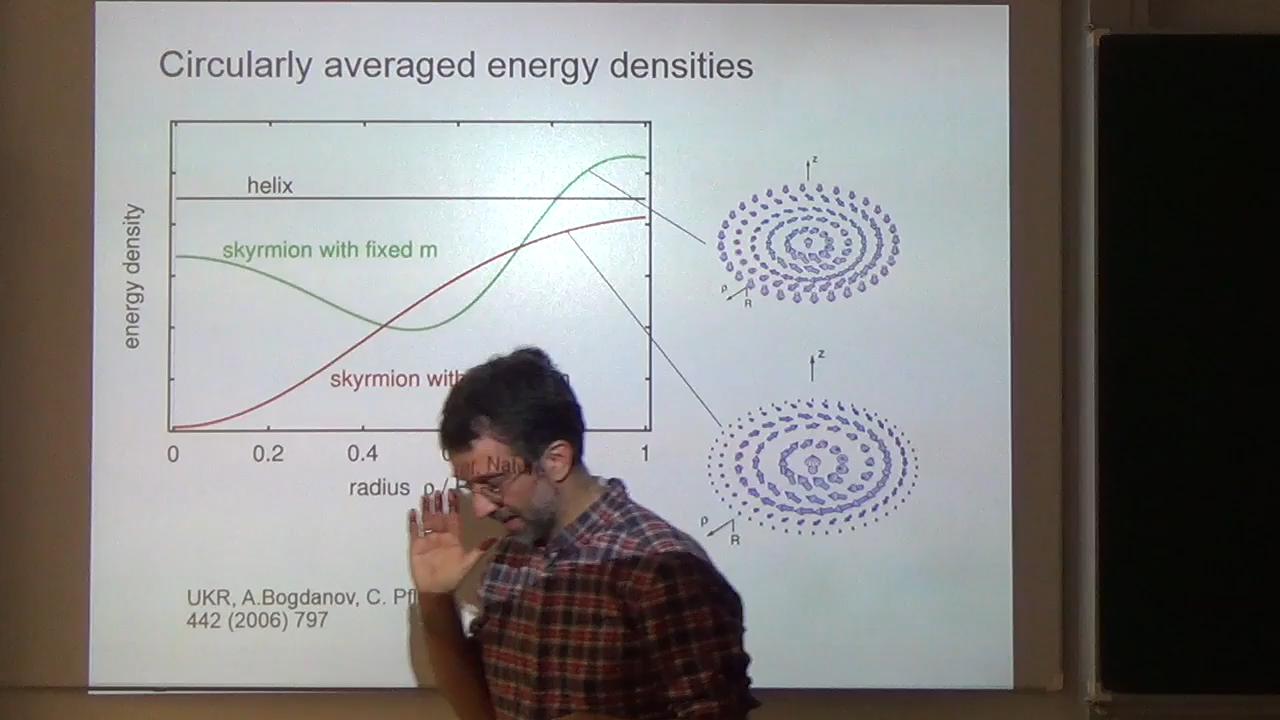 Circularly averaged energy densities
helix
skyrmion with fixed m
skyrmion with
energy density
0 0.2 0.4 1
radius ρ /
z
ρ
R
z
ρ
R
UKR, A.Bogdanov, C.
442 (2006) 797